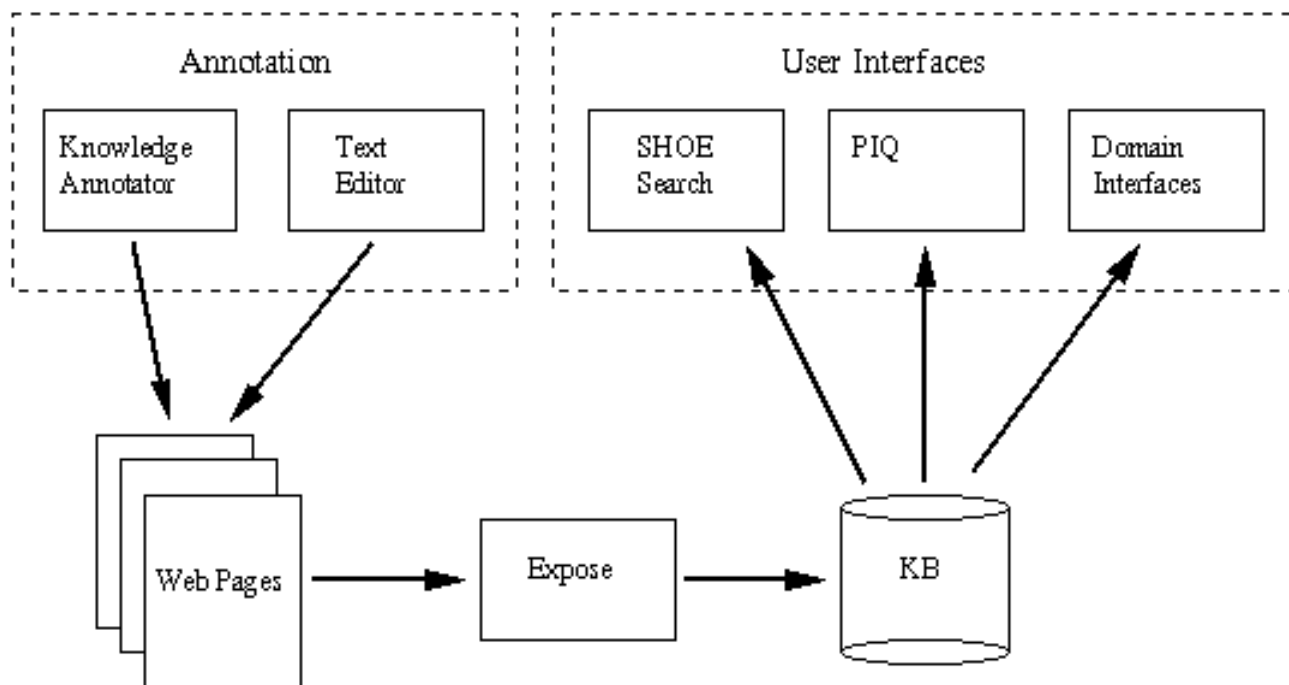 Annotation
Knowledge
Annotator
Text
Editor
User Interfaces
SHOE
Search
PIQ
Domain
Interfaces
Web Pages
Expose
KB